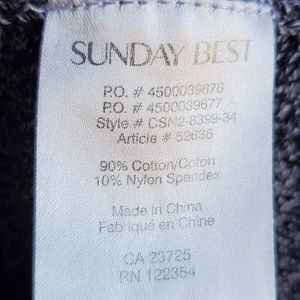 SUNDAY BEST
P.O. # 4500039676
P.O. # 4500039677
Style # CSN2-8399-34
Article # 52636
90% Cotton/Coton
10% Nylon Spandex
Made In China
Fabriqué en Chine
CA 23725
RN 122354